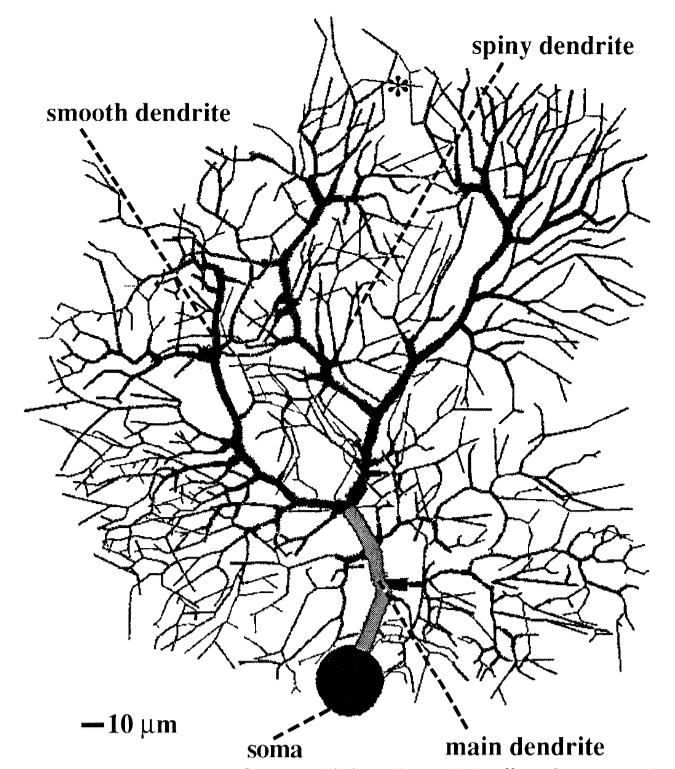 spiny dendrite
*
smooth dendrite
10 µm
soma
main dendrite